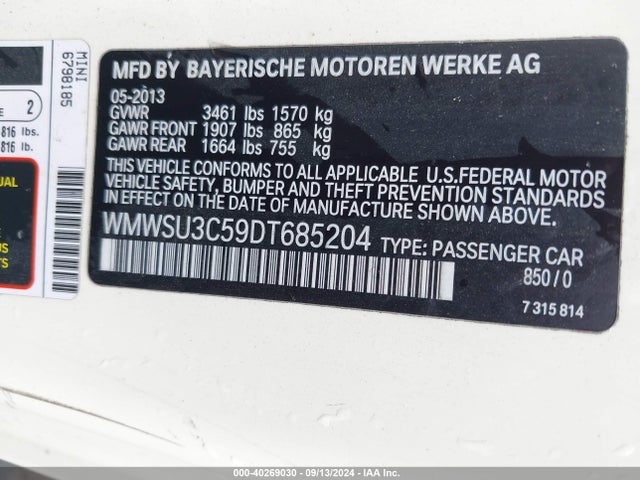 MINI
6798185
E 2
816 lbs.
816 lb.
UAL
US
TS
MFD BY BAYERISCHE MOTOREN WERKE AG
05-2013
GVWR 3461 lbs 1570 kg
GAWR FRONT 1907 lbs 865 kg
GAWR REAR 1664 lbs 755 kg
THIS VEHICLE CONFORMS TO ALL APPLICABLE U.S.FEDERAL MOTOR
VEHICLE SAFETY, BUMPER AND THEFT PREVENTION STANDARDS
IN EFFECT ON THE DATE OF MANUFACTURE SHOWN ABOVE.
WMWSU3C59DT685204 TYPE: PASSENGER CAR
850/0
7 315 814
000-40269030 - 09/13/2024 - IAA Inc.